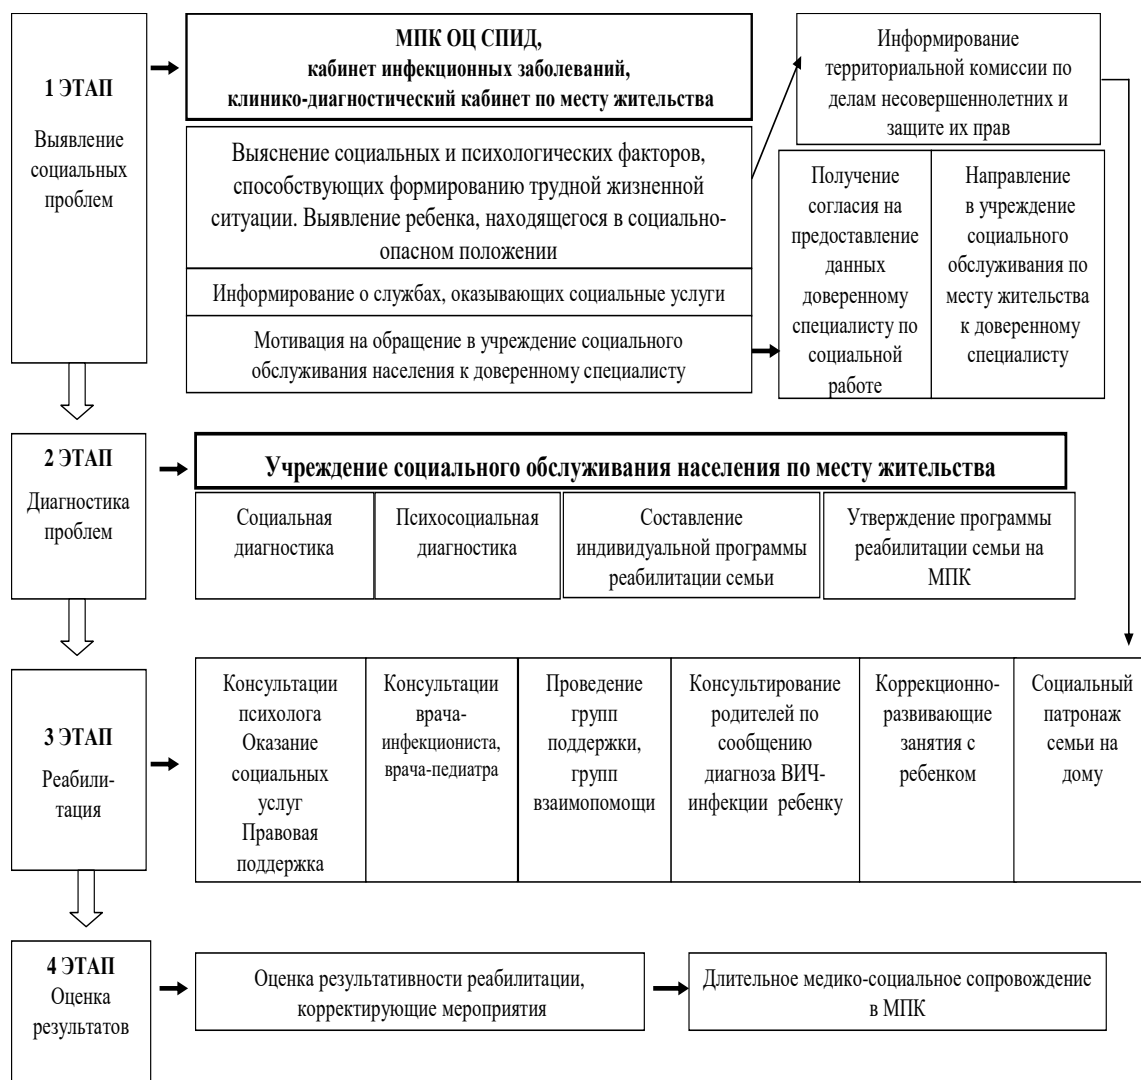 1 ЭТАП
Выявление
социальных
проблем
МПК ОЦ СПИД,
кабинет инфекционных заболеваний,
клинико-диагностический кабинет по месту жительства
Выяснение социальных и психологических факторов,
способствующих формированию трудной жизненной
ситуации. Выявление ребенка, находящегося в социально-
опасном положении
Информирование о службах, оказывающих социальные услуги
Мотивация на обращение в учреждение социального
обслуживания населения к доверенному специалисту
Информирование
территориальной комиссии по
делам несовершеннолетних и
защите их прав
Получение
согласия на
предоставление
данных
доверенному
специалисту по
социальной
работе
Направление
в учреждение
социального
обслуживания по
месту жительства
к доверенному
специалисту
2 ЭТАП
Диагностика
проблем
Учреждение социального обслуживания населения по месту жительства
Социальная
диагностика
Психосоциальная
диагностика
Составление
индивидуальной программы
реабилитации семьи
Утверждение программы
реабилитации семьи на
МПК
3 ЭТАП
Реабили-
тация
Консультации
психолога
Оказание
социальных
услуг
Правовая
поддержка
Консультации
врача-
инфекциониста,
врача-педиатра
Проведение
групп
поддержки,
групп
взаимопомощи
Консультирование
родителей по
сообщению
диагноза ВИЧ-
инфекции ребенку
Коррекционно-
развивающие
занятия с
ребенком
Социальный
патронаж
семьи на
дому
4 ЭТАП
Оценка
результатов
Оценка результативности реабилитации,
корректирующие мероприятия
Длительное медико-социальное сопровождение
в МПК